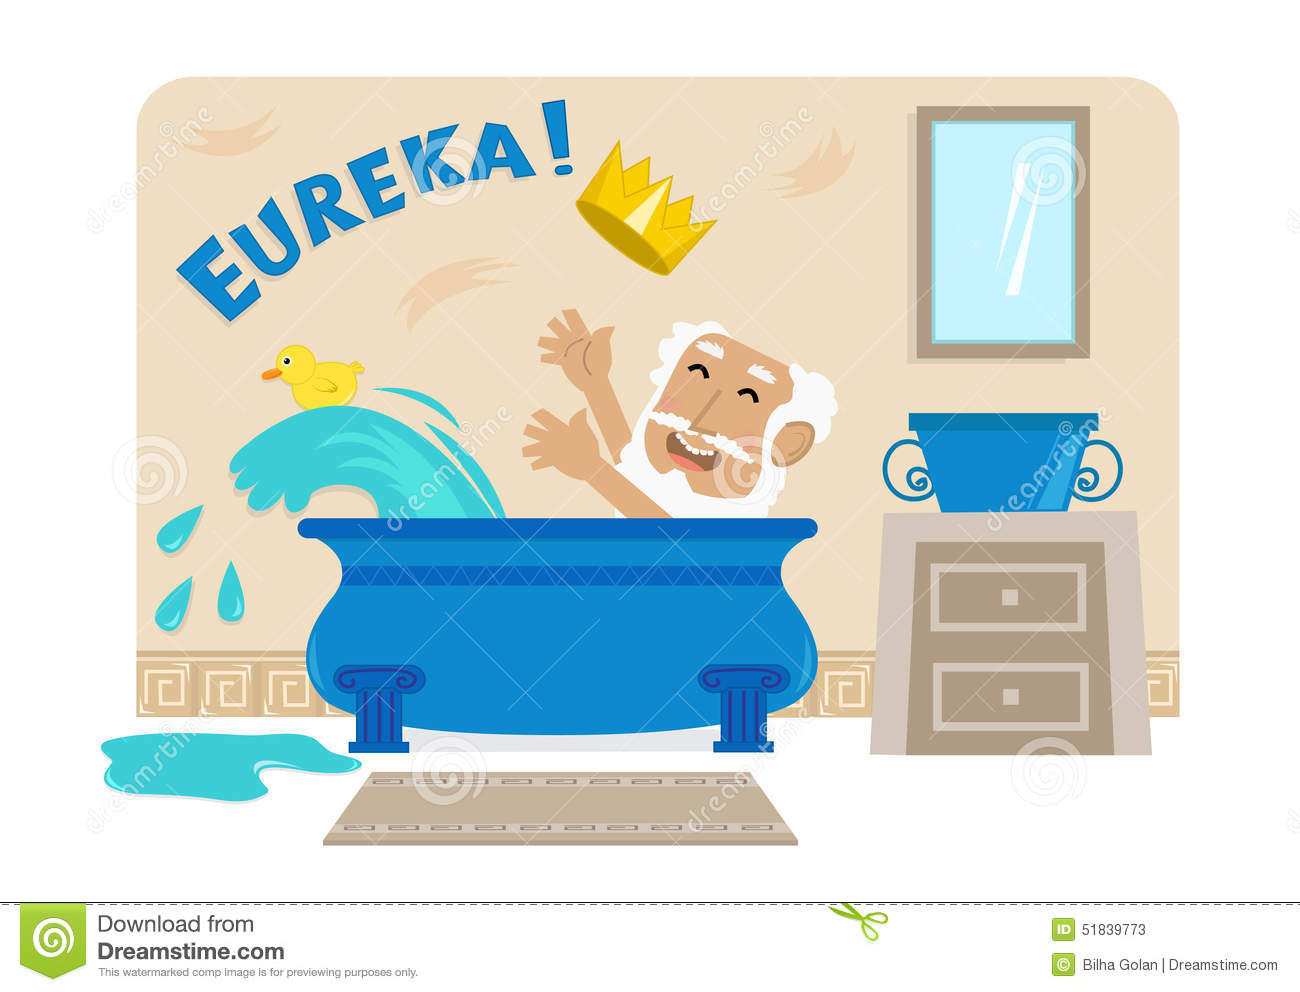 EUREKA!
Download from
Dreamstime.com
This watermarked comp image is for previewing purposes only.
ID 51839773
© Bilha Golan | Dreamstime.com